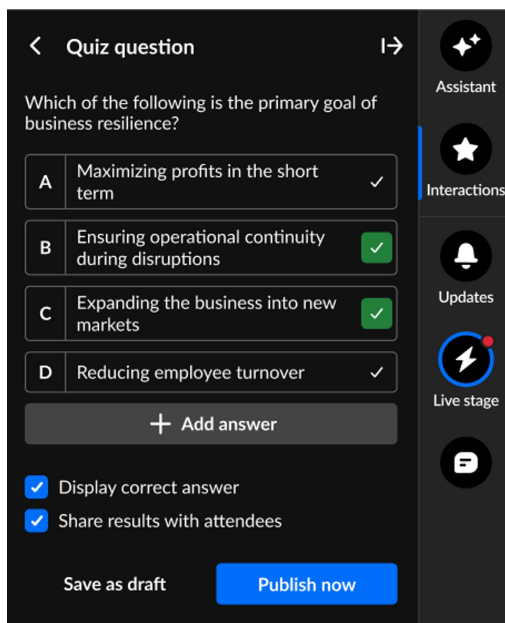 Quiz question
Which of the following is the primary goal of
business resilience?
A
Maximizing profits in the short
term
B
Ensuring operational continuity
during disruptions
C
Expanding the business into new
markets
D
Reducing employee turnover
Add answer
Display correct answer
Share results with attendees
Save as draft
Publish now
Assistant
Interactions
Updates
Live stage